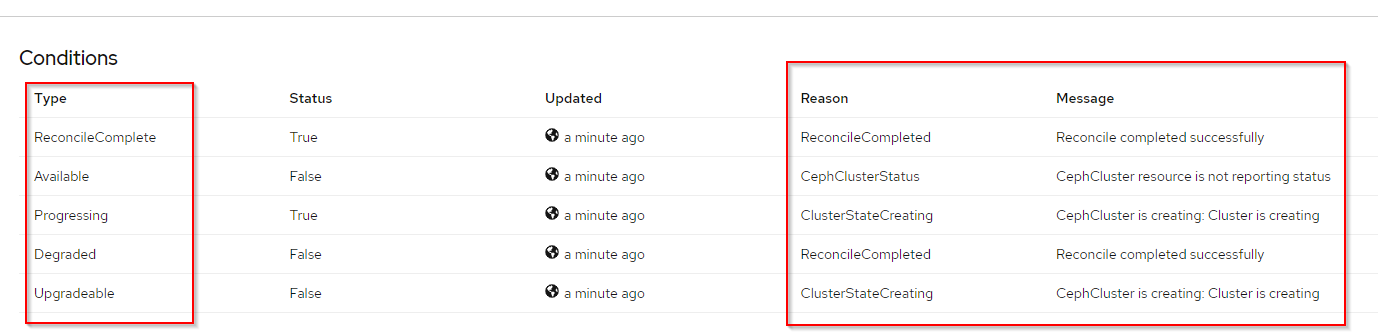 Conditions
Type Status Updated Reason Message
ReconcileComplete True a minute ago ReconcileCompleted Reconcile completed successfully
Available False a minute ago CephClusterStatus CephCluster resource is not reporting status
Progressing True a minute ago ClusterStateCreating CephCluster is creating: Cluster is creating
Degraded False a minute ago ReconcileCompleted Reconcile completed successfully
Upgradeable False a minute ago ClusterStateCreating CephCluster is creating: Cluster is creating